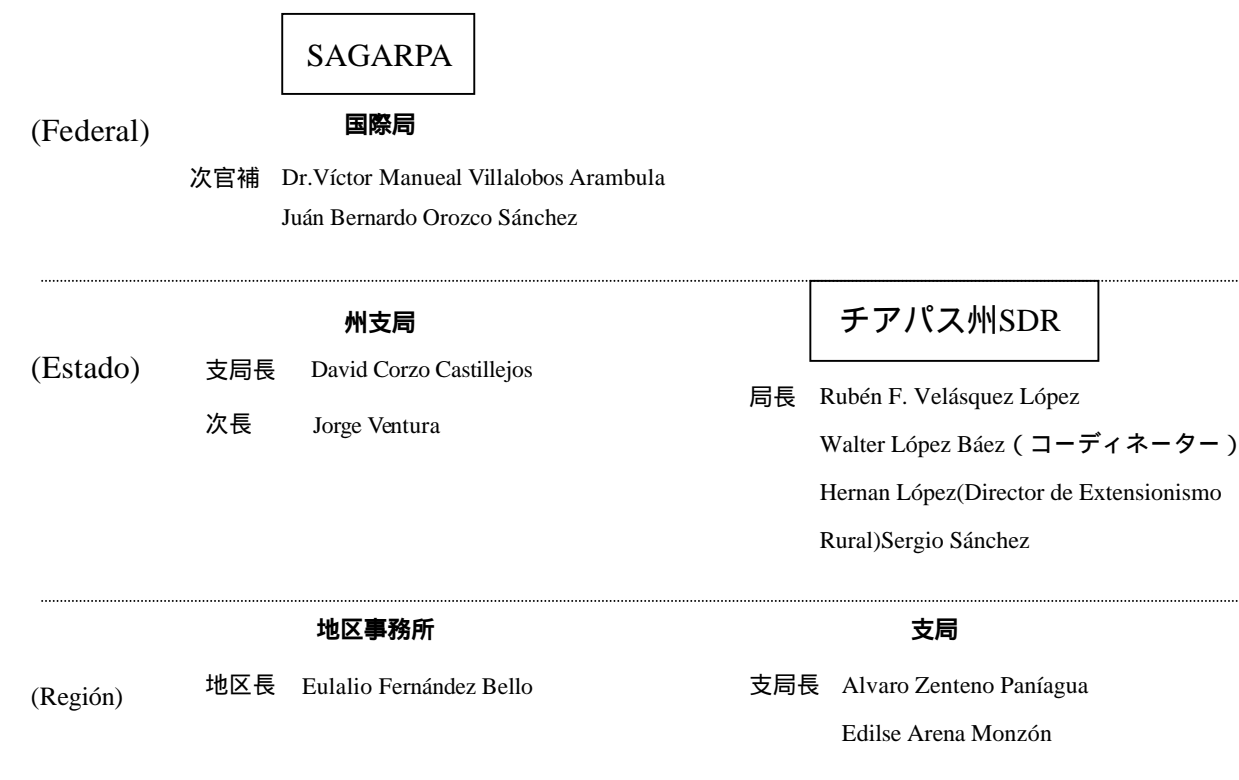 SAGARPA
(Federal)
国際局
次官補 Dr.Víctor Manueal Villalobos Arambula
Juán Bernardo Orozco Sánchez
州支局
チアパス州SDR
(Estado)
支局長 David Corzo Castillejos
次長 Jorge Ventura
局長 Rubén F. Velásquez López
Walter López Báez(コーディネーター)
Hernan López(Director de Extensionismo
Rural)Sergio Sánchez
地区事務所
支局
(Región)
地区長 Eulalio Fernández Bello
支局長 Alvaro Zenteno Paníagua
Edilse Arena Monzón